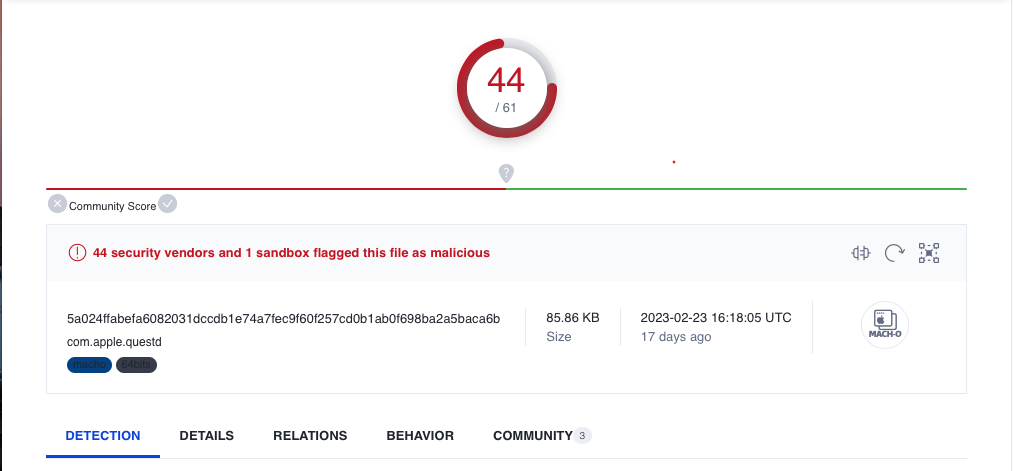 44
/ 61
?
Community Score
44 security vendors and 1 sandbox flagged this file as malicious
5a024ffabefa6082031dccdb1e74a7fec9f60f257cd0b1ab0f698ba2a5baca6b
com.apple.questd
macho 64bits
85.86 KB
Size
2023-02-23 16:18:05 UTC
17 days ago
MACH-O
DETECTION DETAILS RELATIONS BEHAVIOR COMMUNITY 3